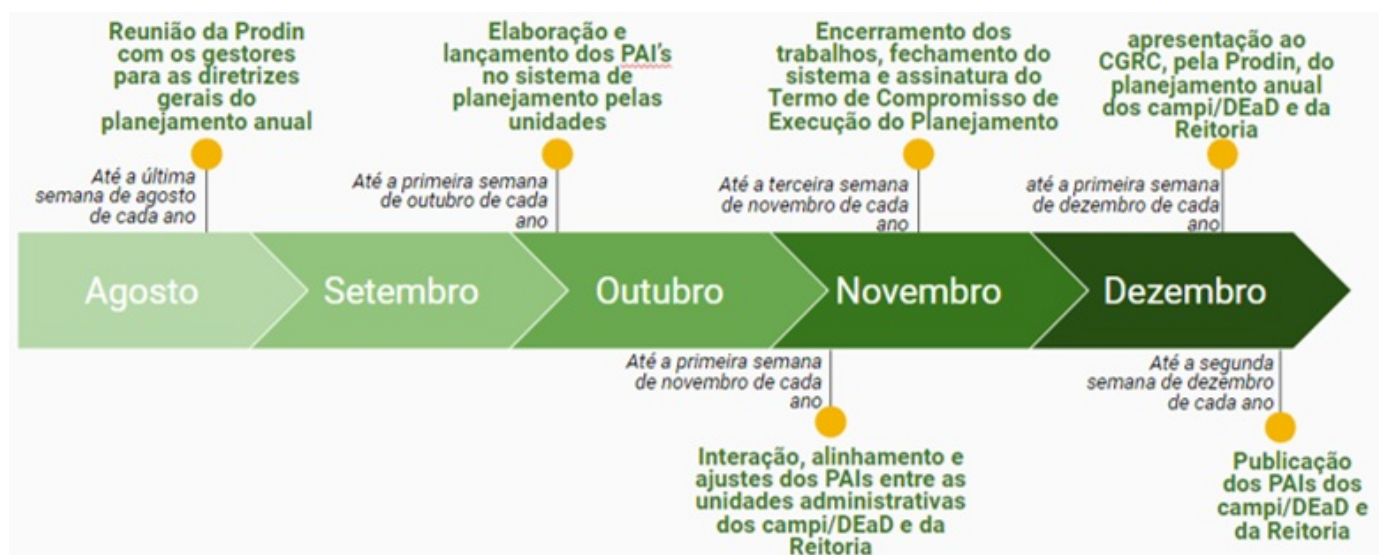 Reunião da Prodin
com os gestores
para as diretrizes
gerais do
planejamento anual
Até a última
semana de agosto
de cada ano
Elaboração e
lançamento dos PAI's
no sistema de
planejamento pelas
unidades
Até a primeira semana
de outubro de cada
ano
Encerramento dos
trabalhos, fechamento do
sistema e assinatura do
Termo de Compromisso de
Execução do Planejamento
Até a terceira semana
de novembro de cada
ano
apresentação ao
CGRC, pela Prodin, do
planejamento anual
dos campi/DEaD e da
Reitoria
até a primeira semana
de dezembro de cada
ano
Agosto
Setembro
Outubro
Novembro
Dezembro
Até a primeira semana
de novembro de cada
ano
Interação, alinhamento e
ajustes dos PAIs entre as
unidades administrativas
dos campi/DEaD e da
Reitoria
Até a segunda
semana de dezembro
de cada ano
Publicação
dos PAIs dos
campi/DEaD e
da Reitoria